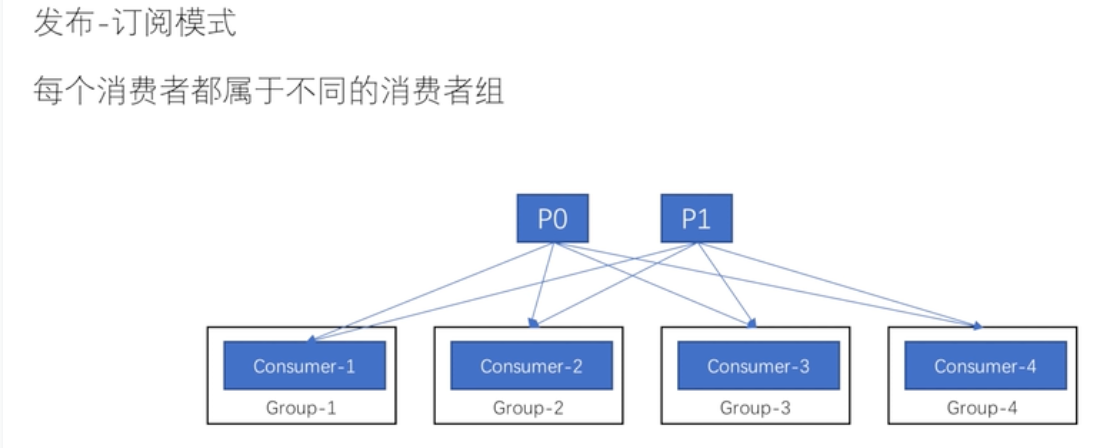 发布-订阅模式
每个消费者都属于不同的消费者组
P0 P1
Consumer-1 Consumer-2 Consumer-3 Consumer-4
Group-1 Group-2 Group-3 Group-4